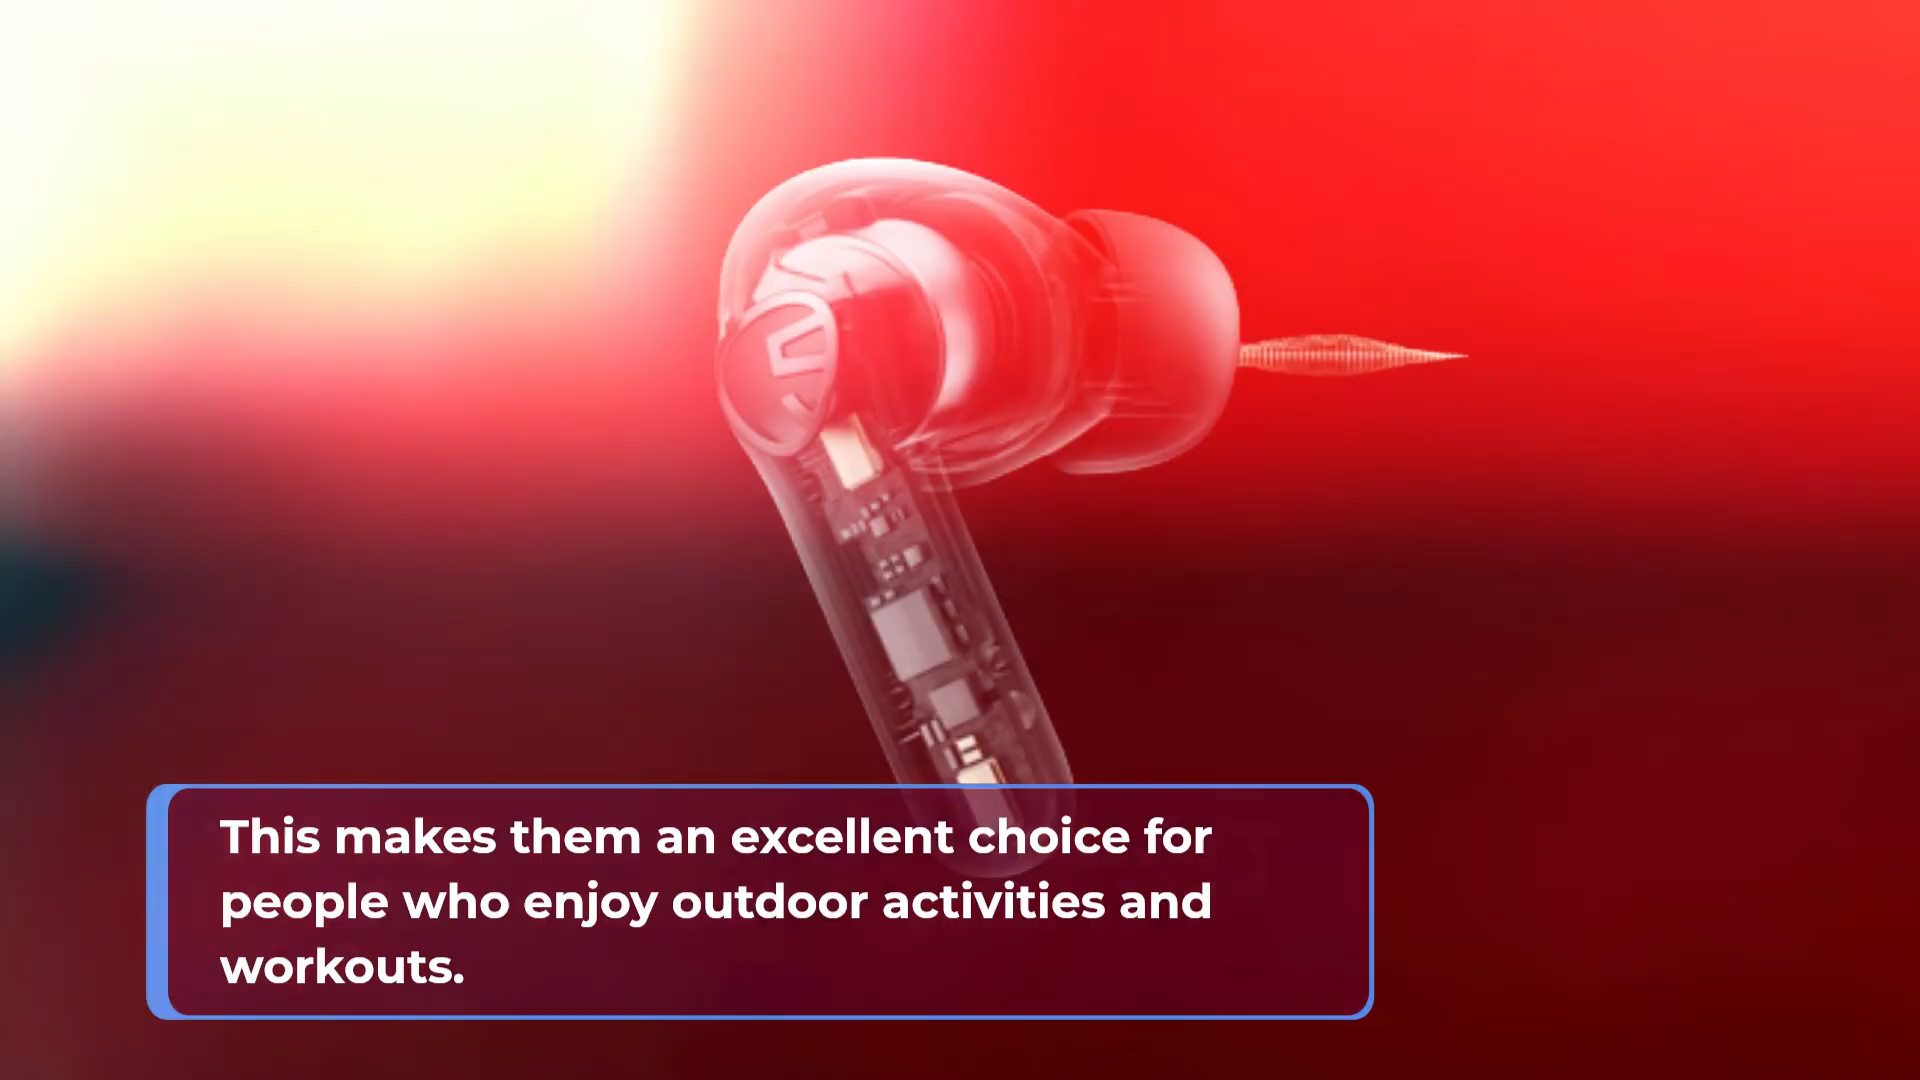 This makes them an excellent choice for
people who enjoy outdoor activities and
workouts.